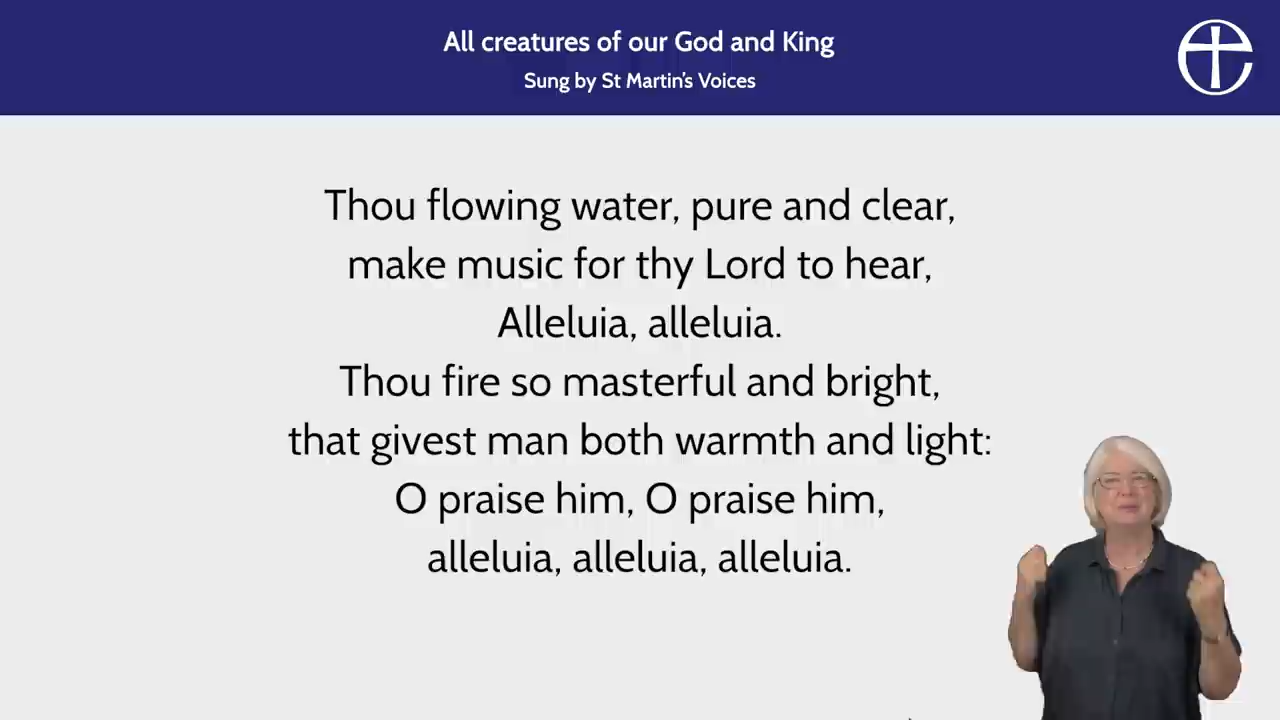 All creatures of our God and King
Sung by St Martin's Voices
Thou flowing water, pure and clear,
make music for thy Lord to hear,
Alleluia, alleluia.
Thou fire so masterful and bright,
that givest man both warmth and light:
O praise him, O praise him,
alleluia, alleluia, alleluia.